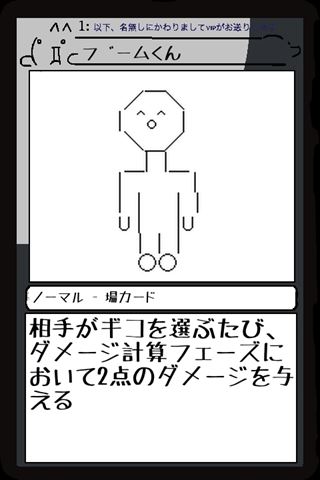 1: 以下、名無しにかわりましてVIPがお送りします
ブームくん
ノーマル - 場カード
相手がギコを選ぶたび、
ダメージ計算フェーズに
おいて2点のダメージを与
える